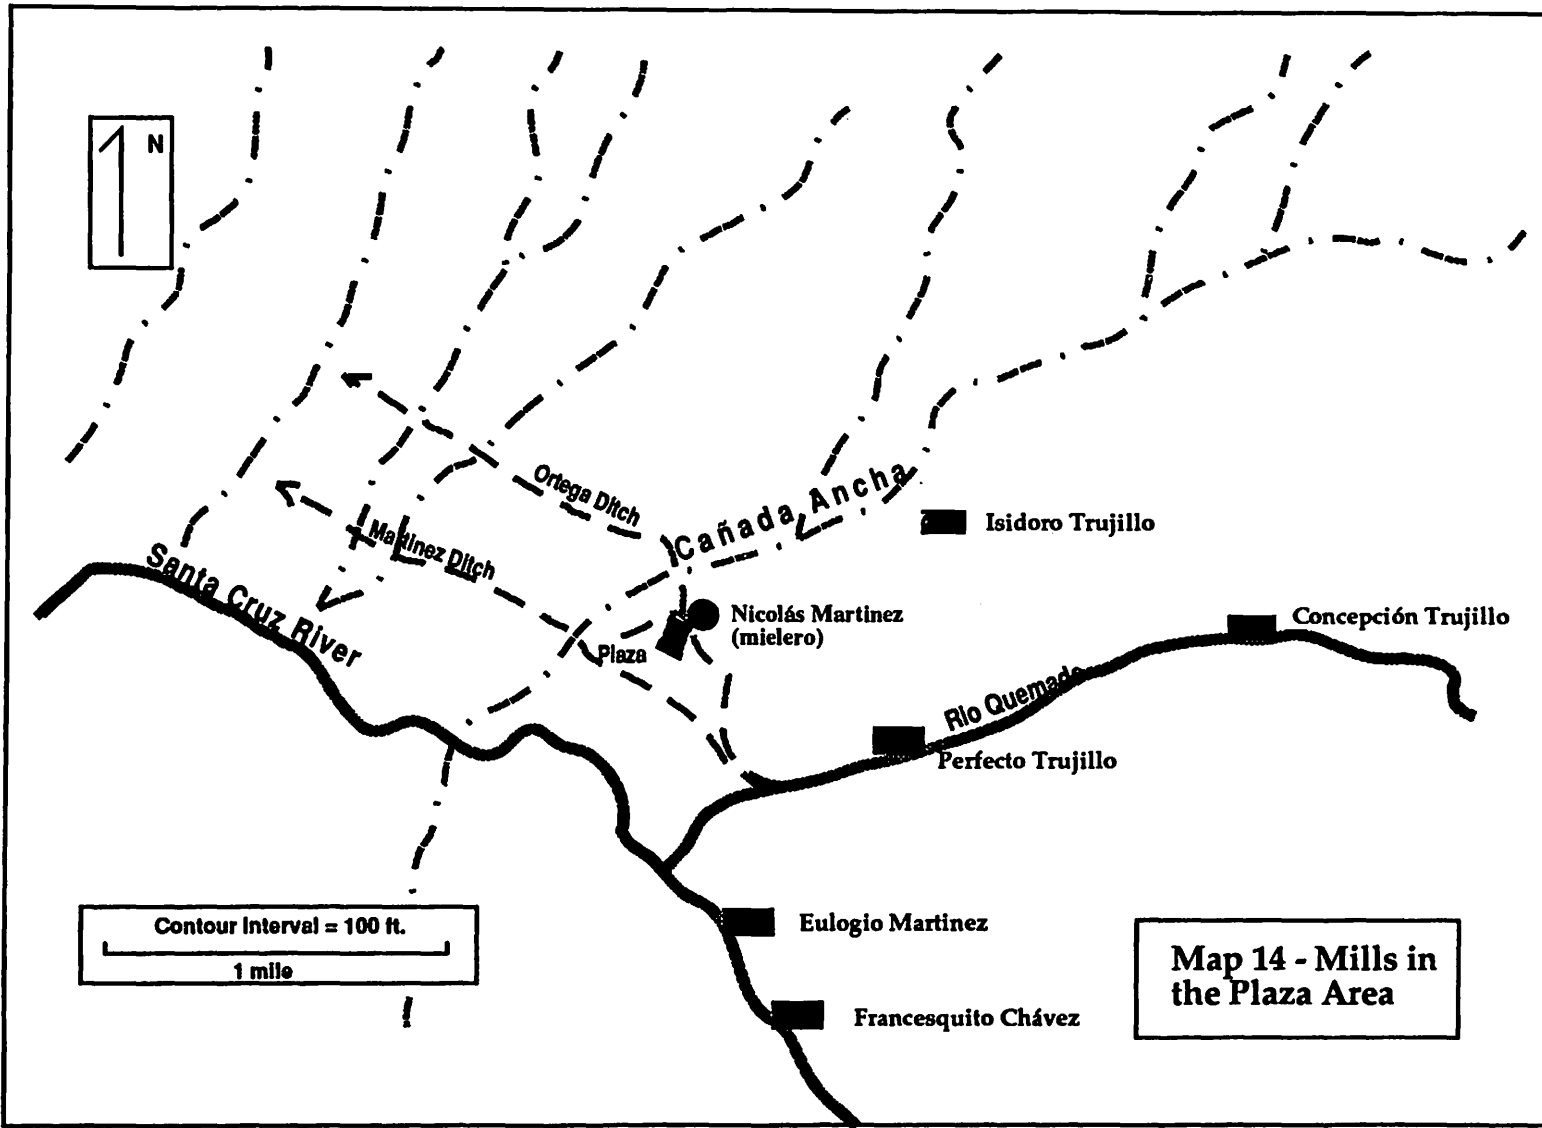 N
Ortega Ditch
Cañada Ancha
Isidoro Trujillo
Martinez Ditch
Santa Cruz River
Nicolás Martinez
(mielero)
Plaza
Concepción Trujillo
Rio Quemado
Perfecto Trujillo
Contour Interval = 100 ft.
1 mile
Eulogio Martinez
Francesquito Chávez
Map 14 - Mills in
the Plaza Area